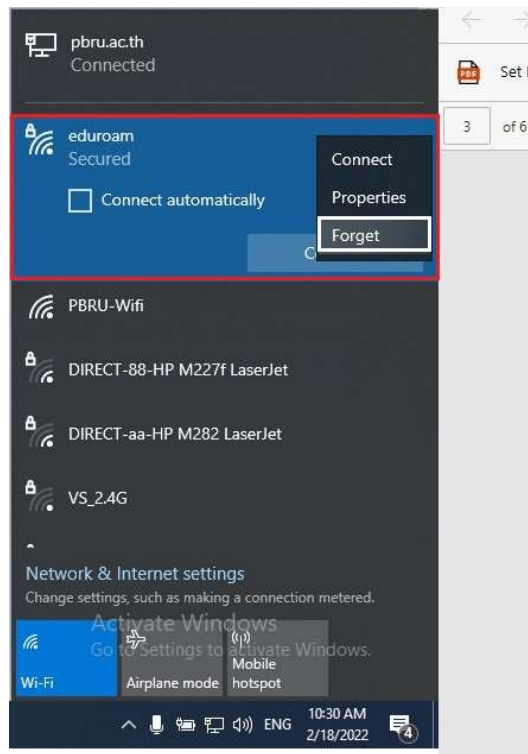 pbru.ac.th
Connected
Set
3 of 6
eduroam
Secured
Connect automatically
Connect
Properties
Forget
PBRU-Wifi
DIRECT-88-HP M227f LaserJet
DIRECT-aa-HP M282 LaserJet
VS_2.4G
Network & Internet settings
Change settings, such as making a connection metered.
Activate Windows
Go to Settings to activate Windows.
Wi-Fi
Airplane mode
Mobile
hotspot
ENG
10:30 AM
2/18/2022
4